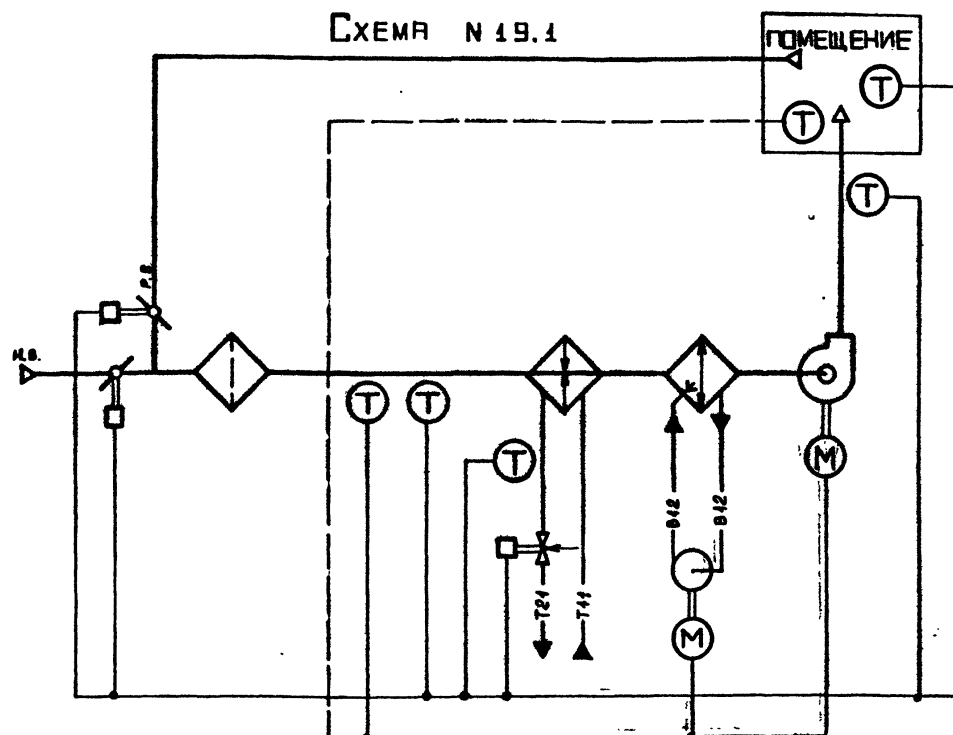 СХЕМА N 19.1
ПОМЕЩЕНИЕ
Т
Т
Т
Р.В.
Н.В.
Т
Т
Т
М
В12
В12
Т21
Т11
М